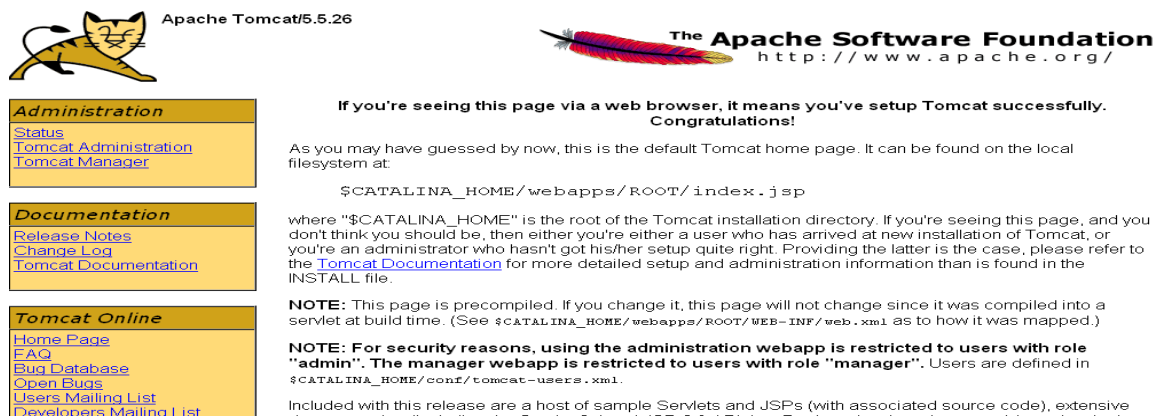 Apache Tomcat/5.5.26
The Apache Software Foundation
http://www.apache.org/
Administration
Status
Tomcat Administration
Tomcat Manager
Documentation
Release Notes
Change Log
Tomcat Documentation
Tomcat Online
Home Page
FAQ
Bug Database
Open Bugs
Users Mailing List
Developers Mailing List
If you're seeing this page via a web browser, it means you've setup Tomcat successfully.
Congratulations!
As you may have guessed by now, this is the default Tomcat home page. It can be found on the local
filesystem at:
$CATALINA_HOME/webapps/ROOT/index.jsp
where "$CATALINA_HOME" is the root of the Tomcat installation directory. If you're seeing this page, and you
don't think you should be, then either you're either a user who has arrived at new installation of Tomcat, or
you're an administrator who hasn't got his/her setup quite right. Providing the latter is the case, please refer to
the Tomcat Documentation for more detailed setup and administration information than is found in the
INSTALL file.
NOTE: This page is precompiled. If you change it, this page will not change since it was compiled into a
servlet at build time. (See $CATALINA_HOME/webapps/ROOT/WEB-INF/web.xml as to how it was mapped.)
NOTE: For security reasons, using the administration webapp is restricted to users with role
"admin". The manager webapp is restricted to users with role "manager". Users are defined in
$CATALINA_HOME/conf/tomcat-users.xml.
Included with this release are a host of sample Servlets and JSPs (with associated source code), extensive